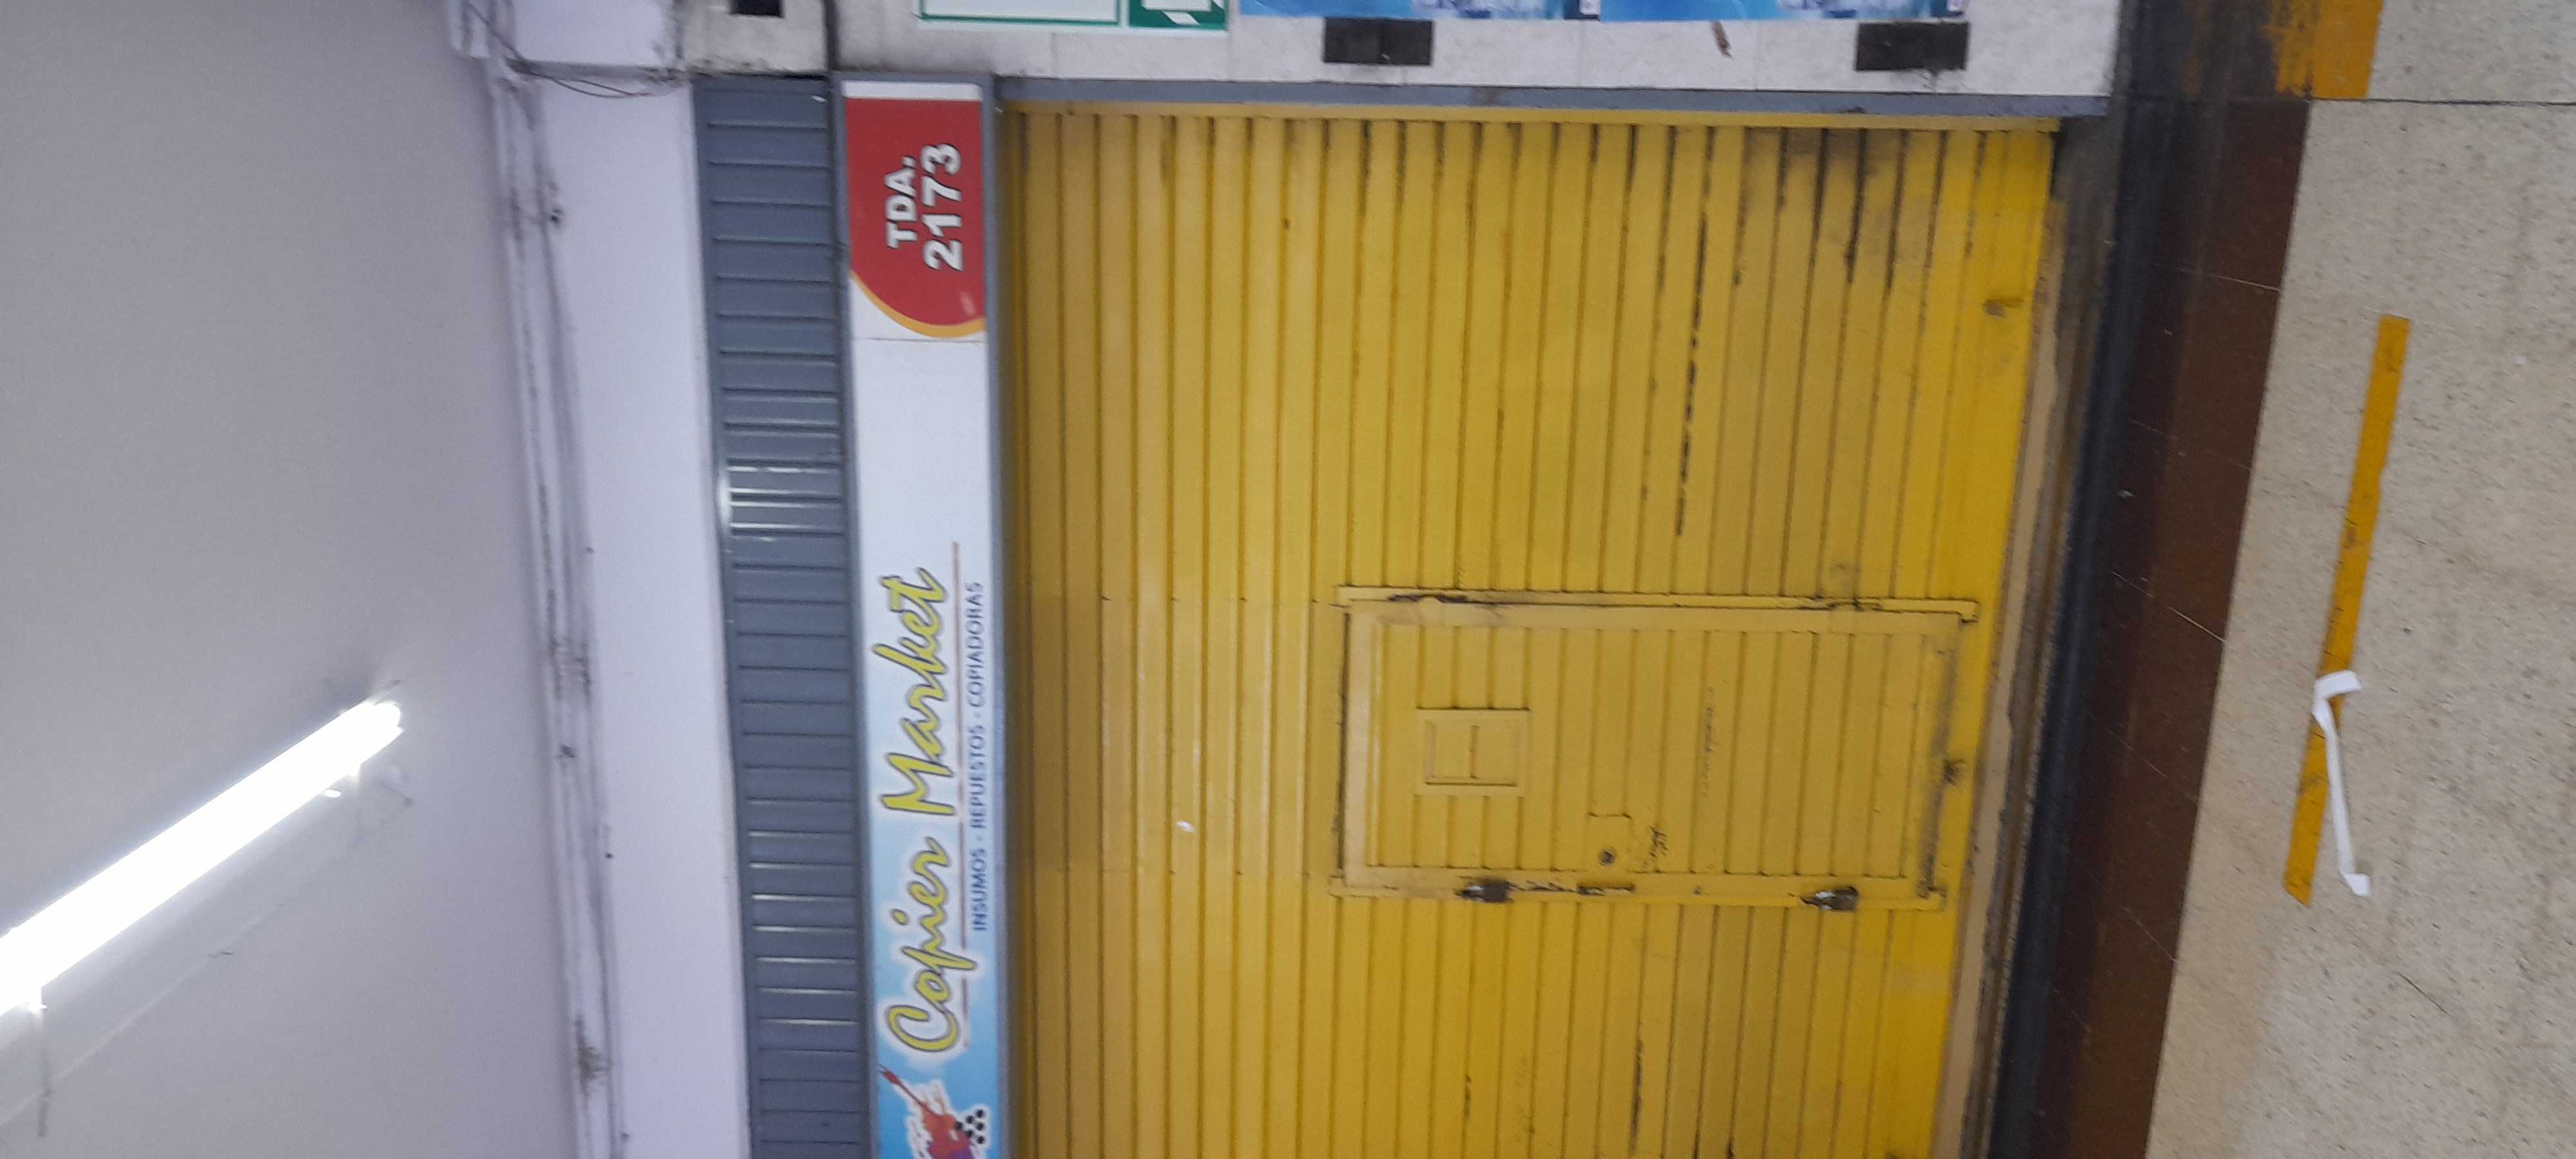 Copier Market
INSUMOS - REPUESTOS - COPIADORAS
TDA.
2173